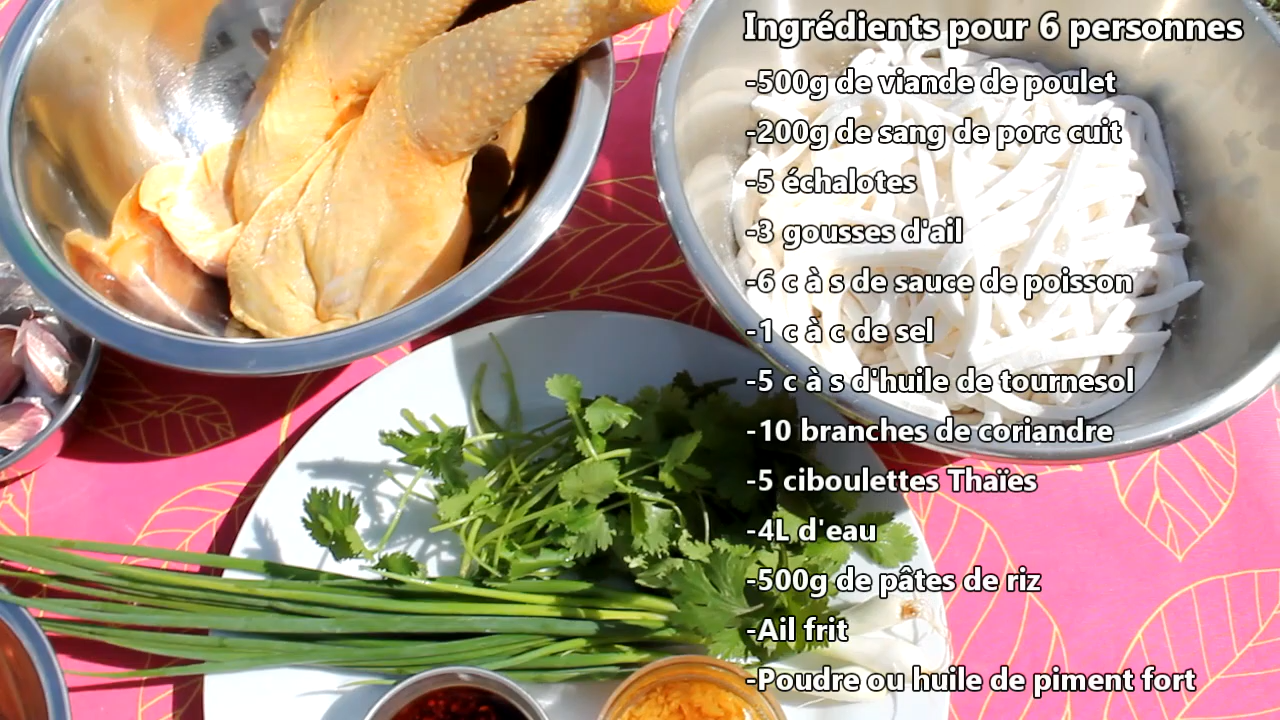 Ingrédients pour 6 personnes
-500g de viande de poulet
-200g de sang de porc cuit
-5 échalotes
-3 gousses d'ail
-6 c à s de sauce de poisson
-1 c à c de sel
-5 c à s d'huile de tournesol
-10 branches de coriandre
-5 ciboulettes Thaïes
-4L d'eau
-500g de pâtes de riz
-Ail frit
-Poudre ou huile de piment fort